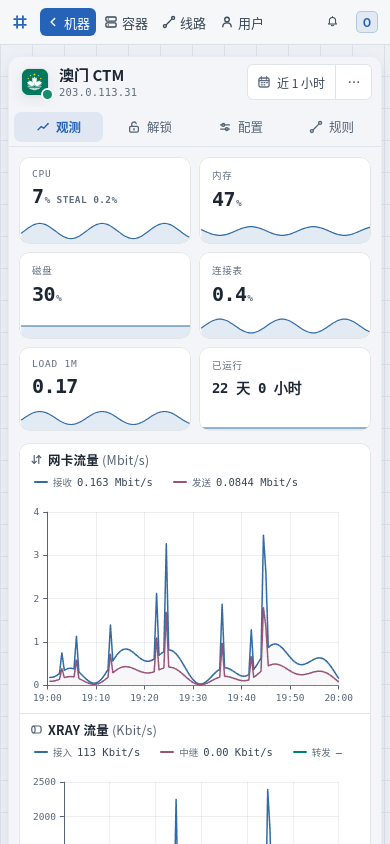 机器 容器 线路 用户 O
澳门 CTM
203.0.113.31
近 1 小时 ···
观测 解锁 配置 规则
CPU
7% STEAL 0.2%
内存
47%
磁盘
30%
连接表
0.4%
LOAD 1M
0.17
已运行
22 天 0 小时
网卡流量 (Mbit/s)
接收 0.163 Mbit/s 发送 0.0844 Mbit/s
4
3
2
1
0
19:00 19:10 19:20 19:30 19:40 19:50 20:00
XRAY 流量 (Kbit/s)
接入 113 Kbit/s 中继 0.00 Kbit/s 转发 —
2500
2000